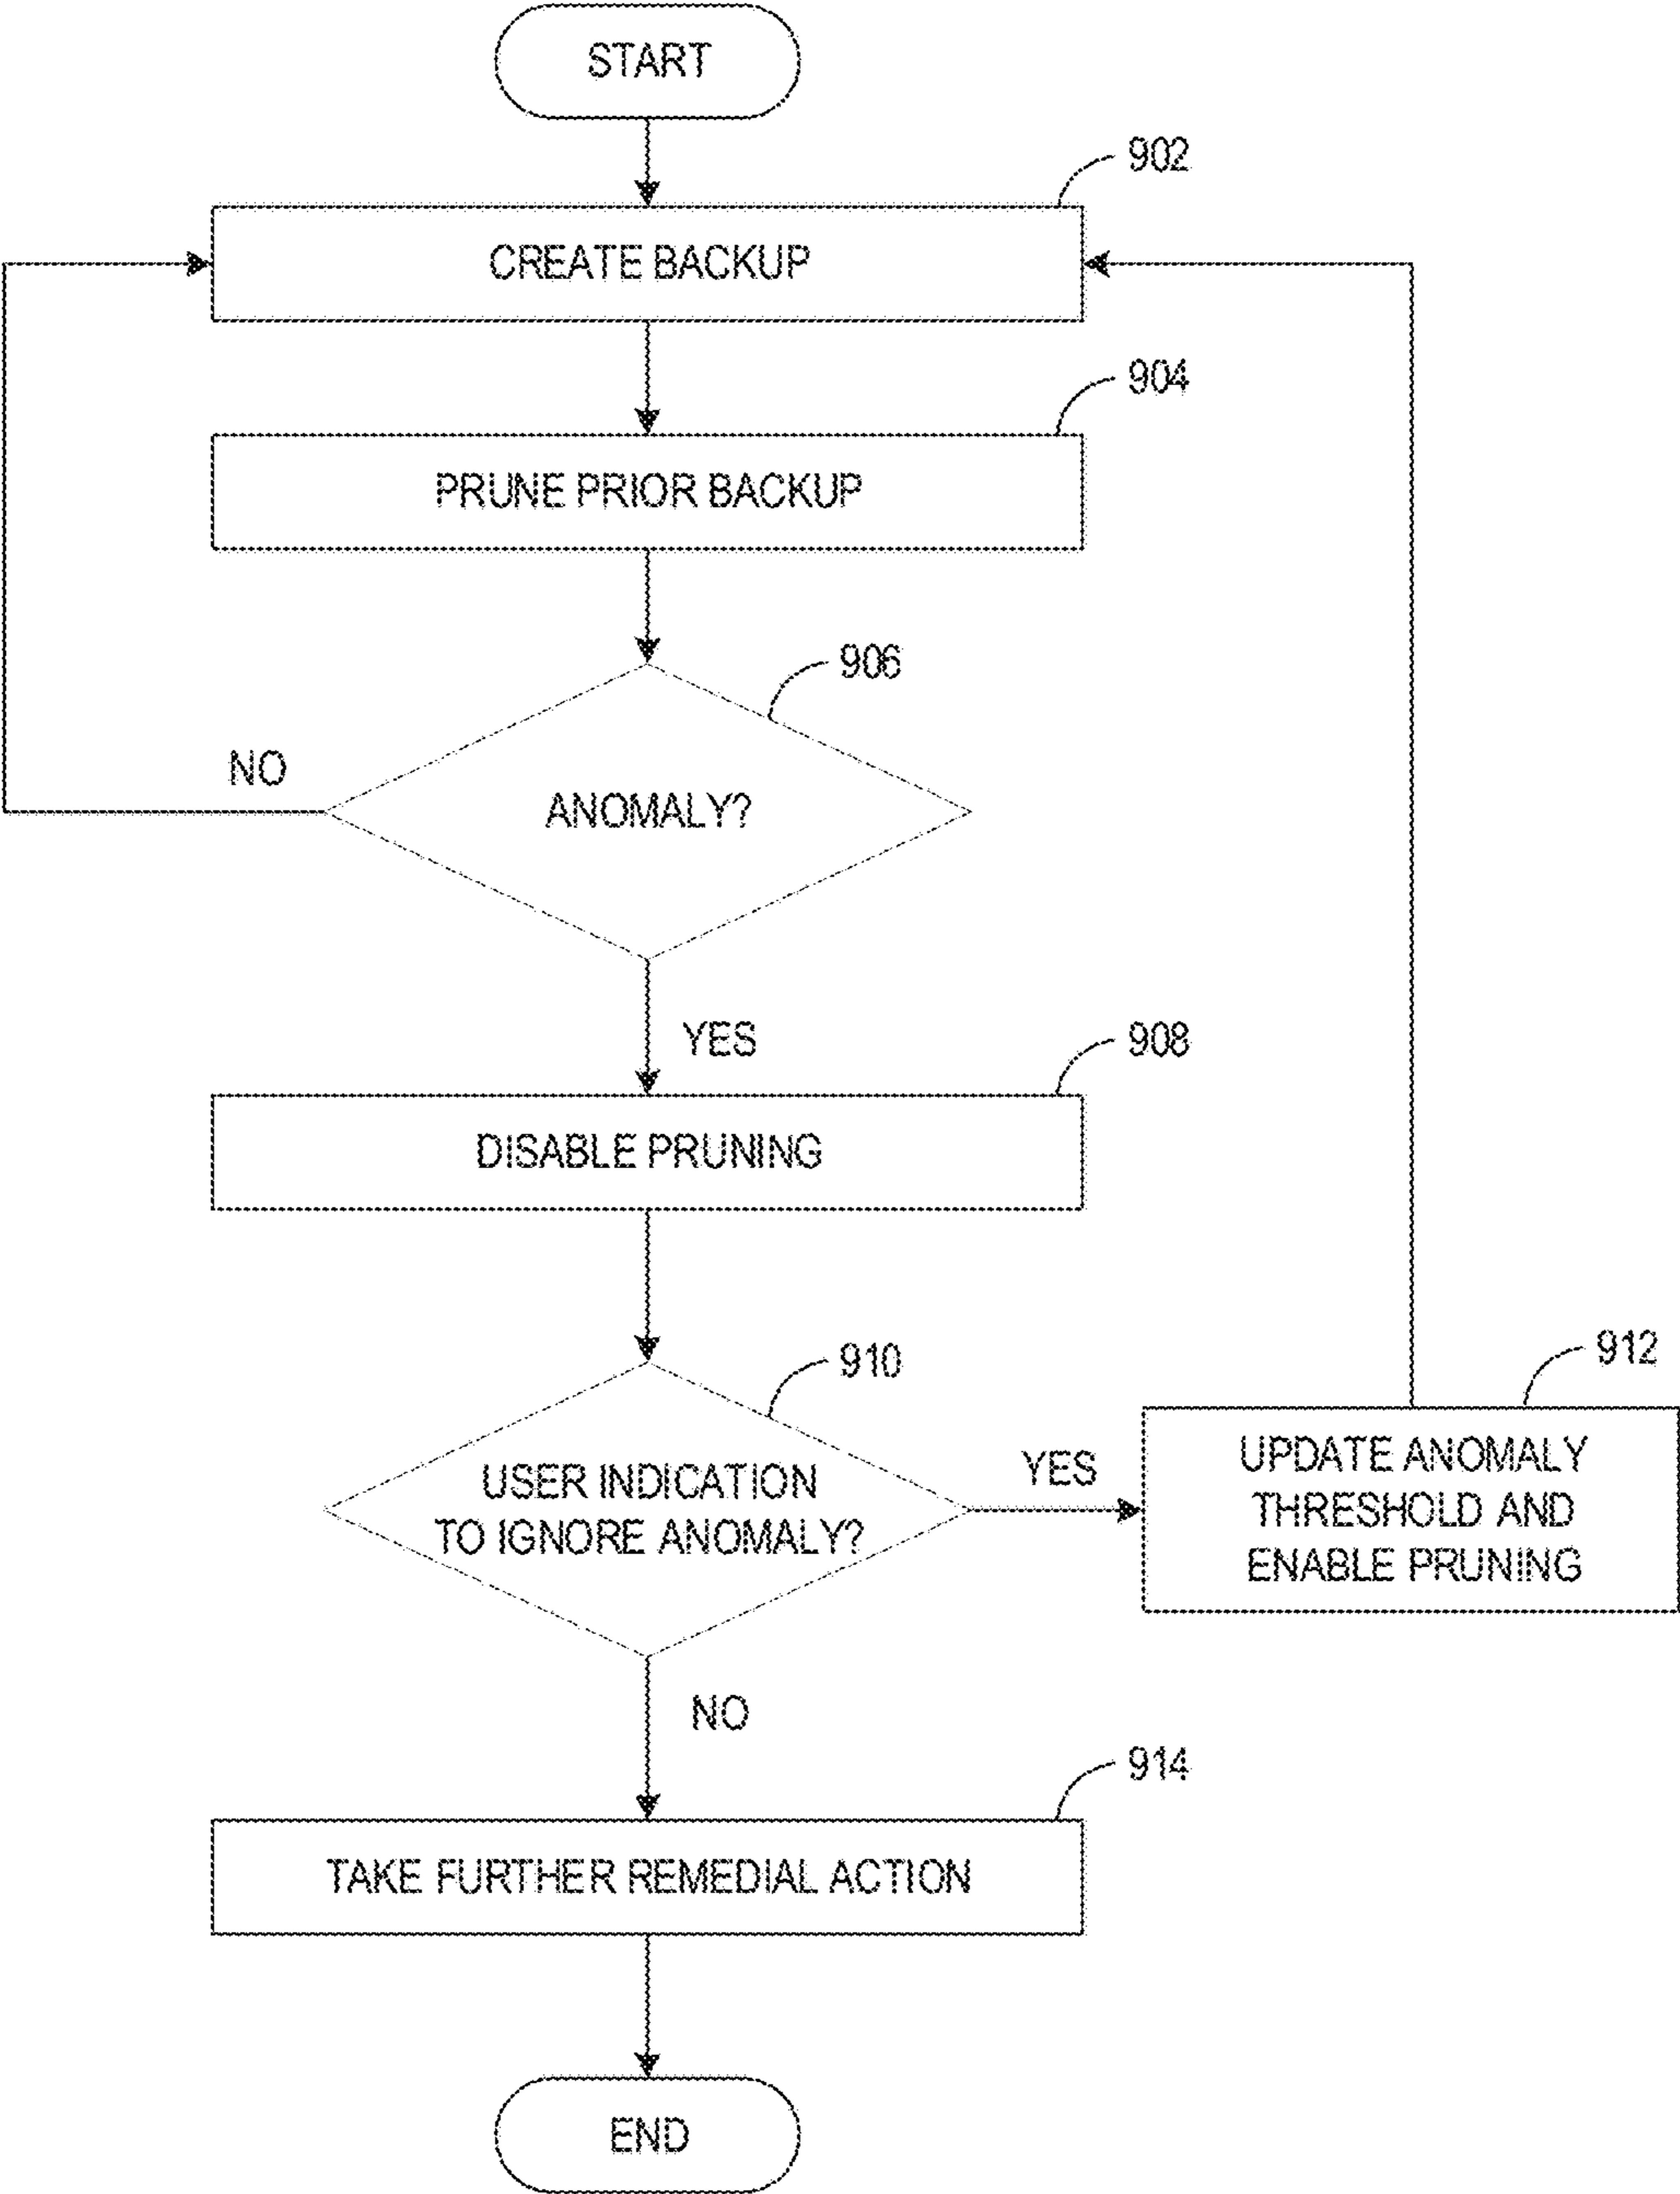 START
902
CREATE BACKUP
904
PRUNE PRIOR BACKUP
906
ANOMALY?
NO
YES
908
DISABLE PRUNING
910
USER INDICATION
TO IGNORE ANOMALY?
YES
912
UPDATE ANOMALY
THRESHOLD AND
ENABLE PRUNING
NO
914
TAKE FURTHER REMEDIAL ACTION
END